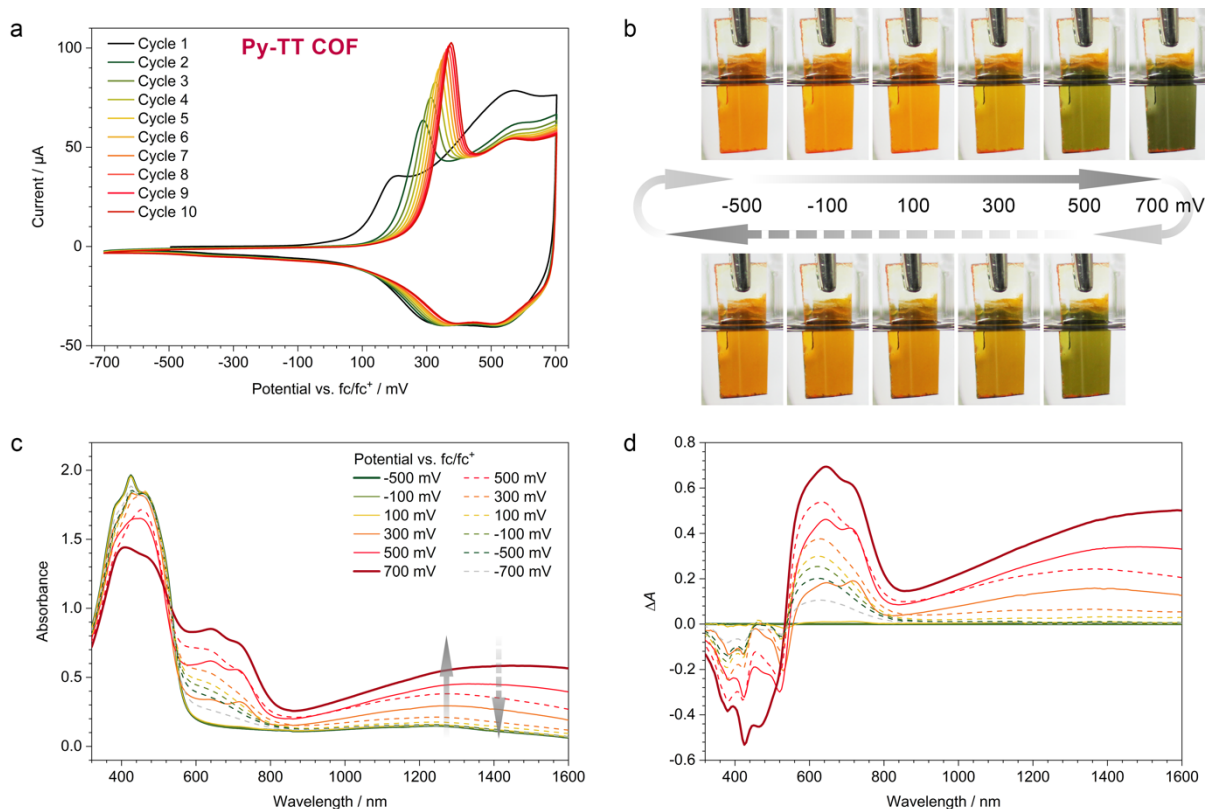 a
Py-TT COF
Cycle 1
Cycle 2
Cycle 3
Cycle 4
Cycle 5
Cycle 6
Cycle 7
Cycle 8
Cycle 9
Cycle 10
100
50
0
-50
Current / µA
-700 -500 -300 -100 100 300 500 700
Potential vs. fc/fc⁺ / mV
b
-500 -100 100 300 500 700 mV
c
Potential vs. fc/fc⁺
-500 mV 500 mV
-100 mV 300 mV
100 mV 100 mV
300 mV -100 mV
500 mV -500 mV
700 mV -700 mV
2.0
1.5
1.0
0.5
0.0
Absorbance
400 600 800 1000 1200 1400 1600
Wavelength / nm
d
0.8
0.6
0.4
0.2
0.0
-0.2
-0.4
-0.6
ΔA
400 600 800 1000 1200 1400 1600
Wavelength / nm